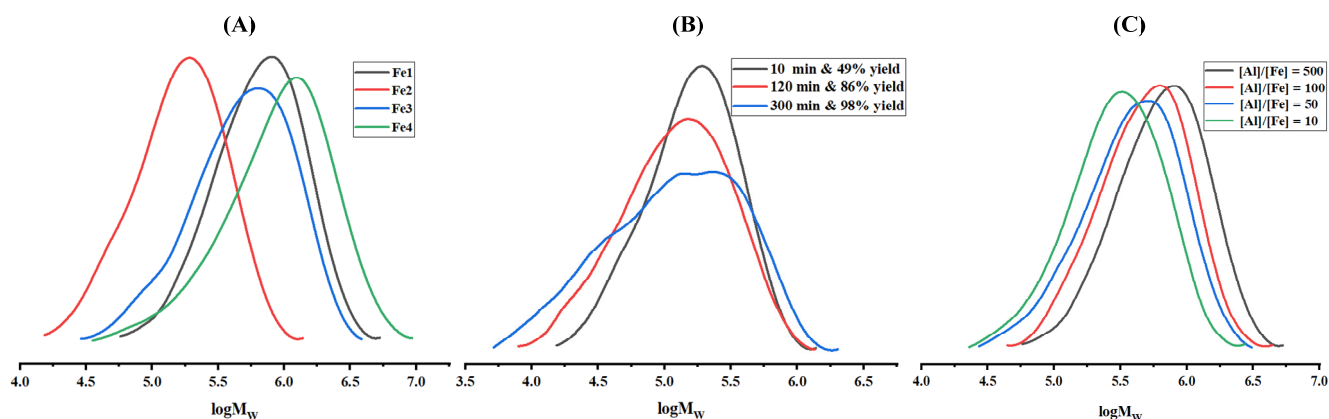 (A)
Fe1
Fe2
Fe3
Fe4
4.0 4.5 5.0 5.5 6.0 6.5 7.0
logM_W
(B)
10 min & 49% yield
120 min & 86% yield
300 min & 98% yield
3.5 4.0 4.5 5.0 5.5 6.0 6.5
logM_W
(C)
[Al]/[Fe] = 500
[Al]/[Fe] = 100
[Al]/[Fe] = 50
[Al]/[Fe] = 10
4.0 4.5 5.0 5.5 6.0 6.5 7.0
logM_W